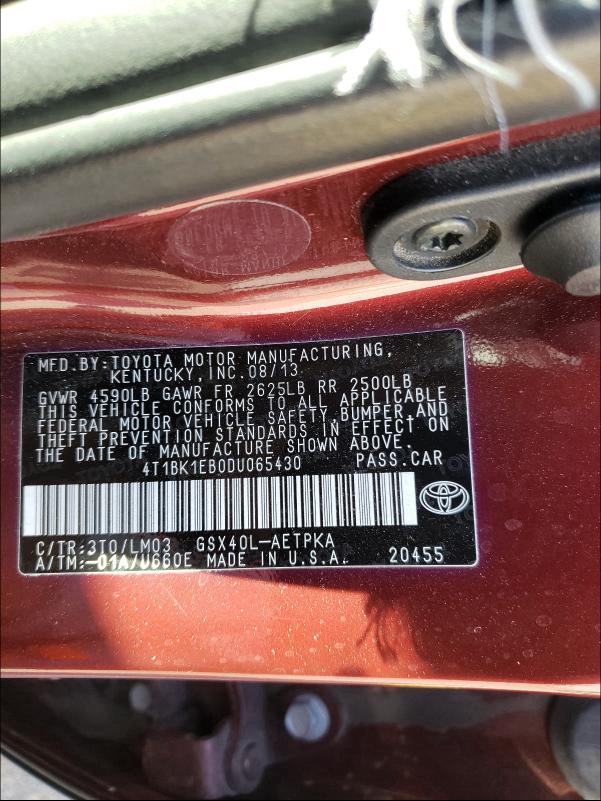 MFD.BY:TOYOTA MOTOR MANUFACTURING,
KENTUCKY, INC.08/13
GVWR 4590LB GAWR FR 2625LB RR 2500LB
THIS VEHICLE CONFORMS TO ALL APPLICABLE
FEDERAL MOTOR VEHICLE SAFETY,BUMPER,AND
THEFT PREVENTION STANDARDS IN EFFECT ON
THE DATE OF MANUFACTURE SHOWN ABOVE.
4T1BK1EB0DU065430 PASS.CAR
C/TR:3T0/LM03 GSX40L-AETPKA
A/TM:-01A/U660E MADE IN U.S.A. 20455